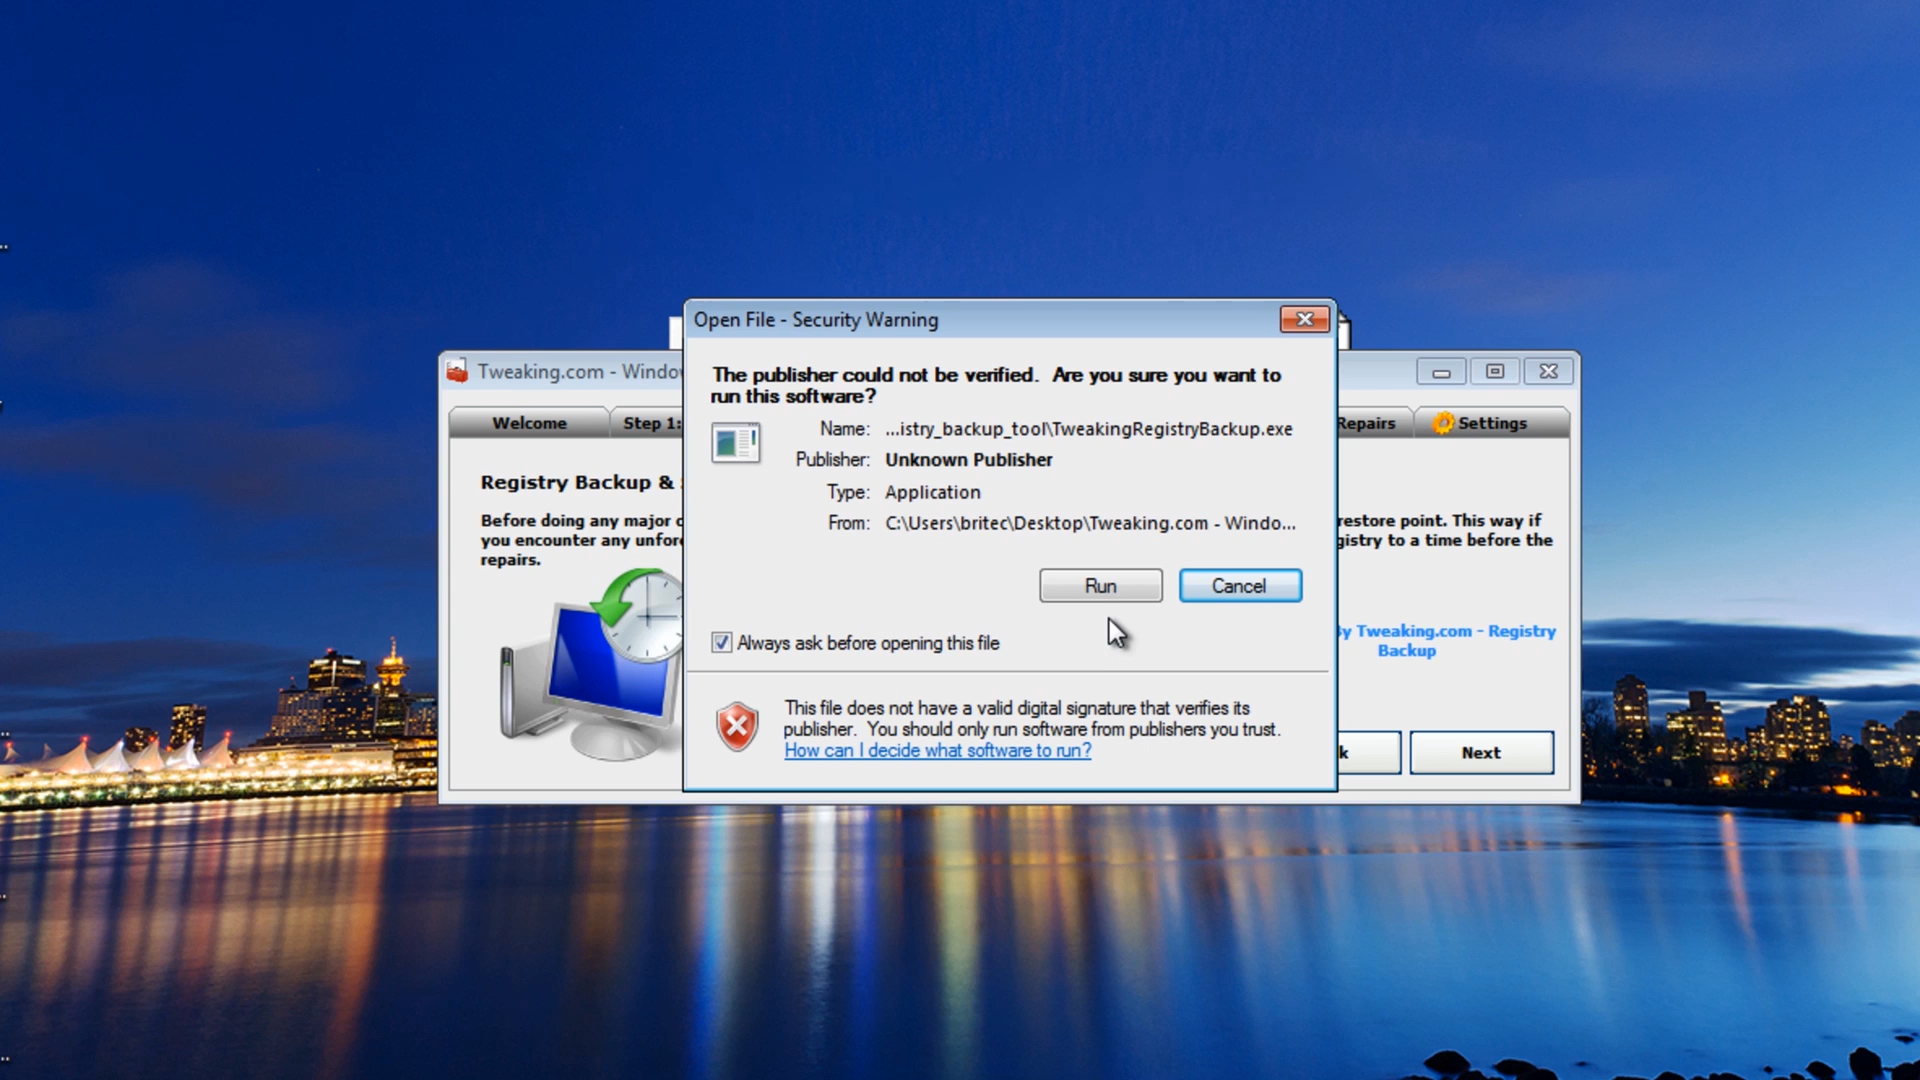 Open File - Security Warning
The publisher could not be verified. Are you sure you want to
run this software?
Name: ...istry_backup_tool\TweakingRegistryBackup.exe
Publisher: Unknown Publisher
Type: Application
From: C:\Users\britec\Desktop\Tweaking.com - Windo...
Run Cancel
Always ask before opening this file
This file does not have a valid digital signature that verifies its
publisher. You should only run software from publishers you trust.
How can I decide what software to run?
Tweaking.com - Windo
Welcome Step 1: Repairs Settings
Registry Backup &
Before doing any major restore point. This way if
you encounter any unfor gistry to a time before the
repairs.
By Tweaking.com - Registry
Backup
k Next